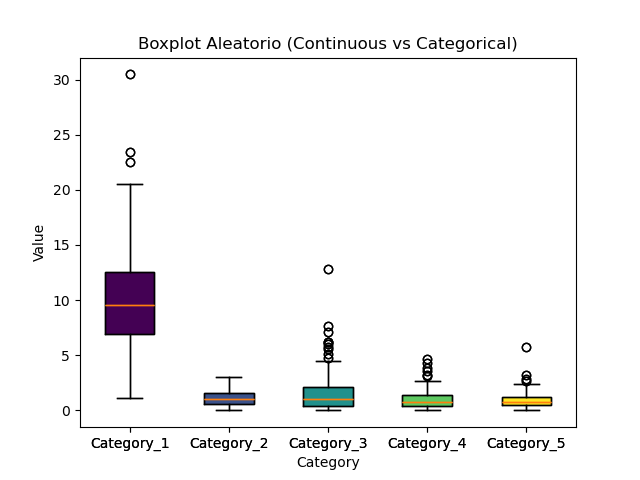 Boxplot Aleatorio (Continuous vs Categorical)
30
25
20
15
10
5
0
Value
Category_1 Category_2 Category_3 Category_4 Category_5
Category